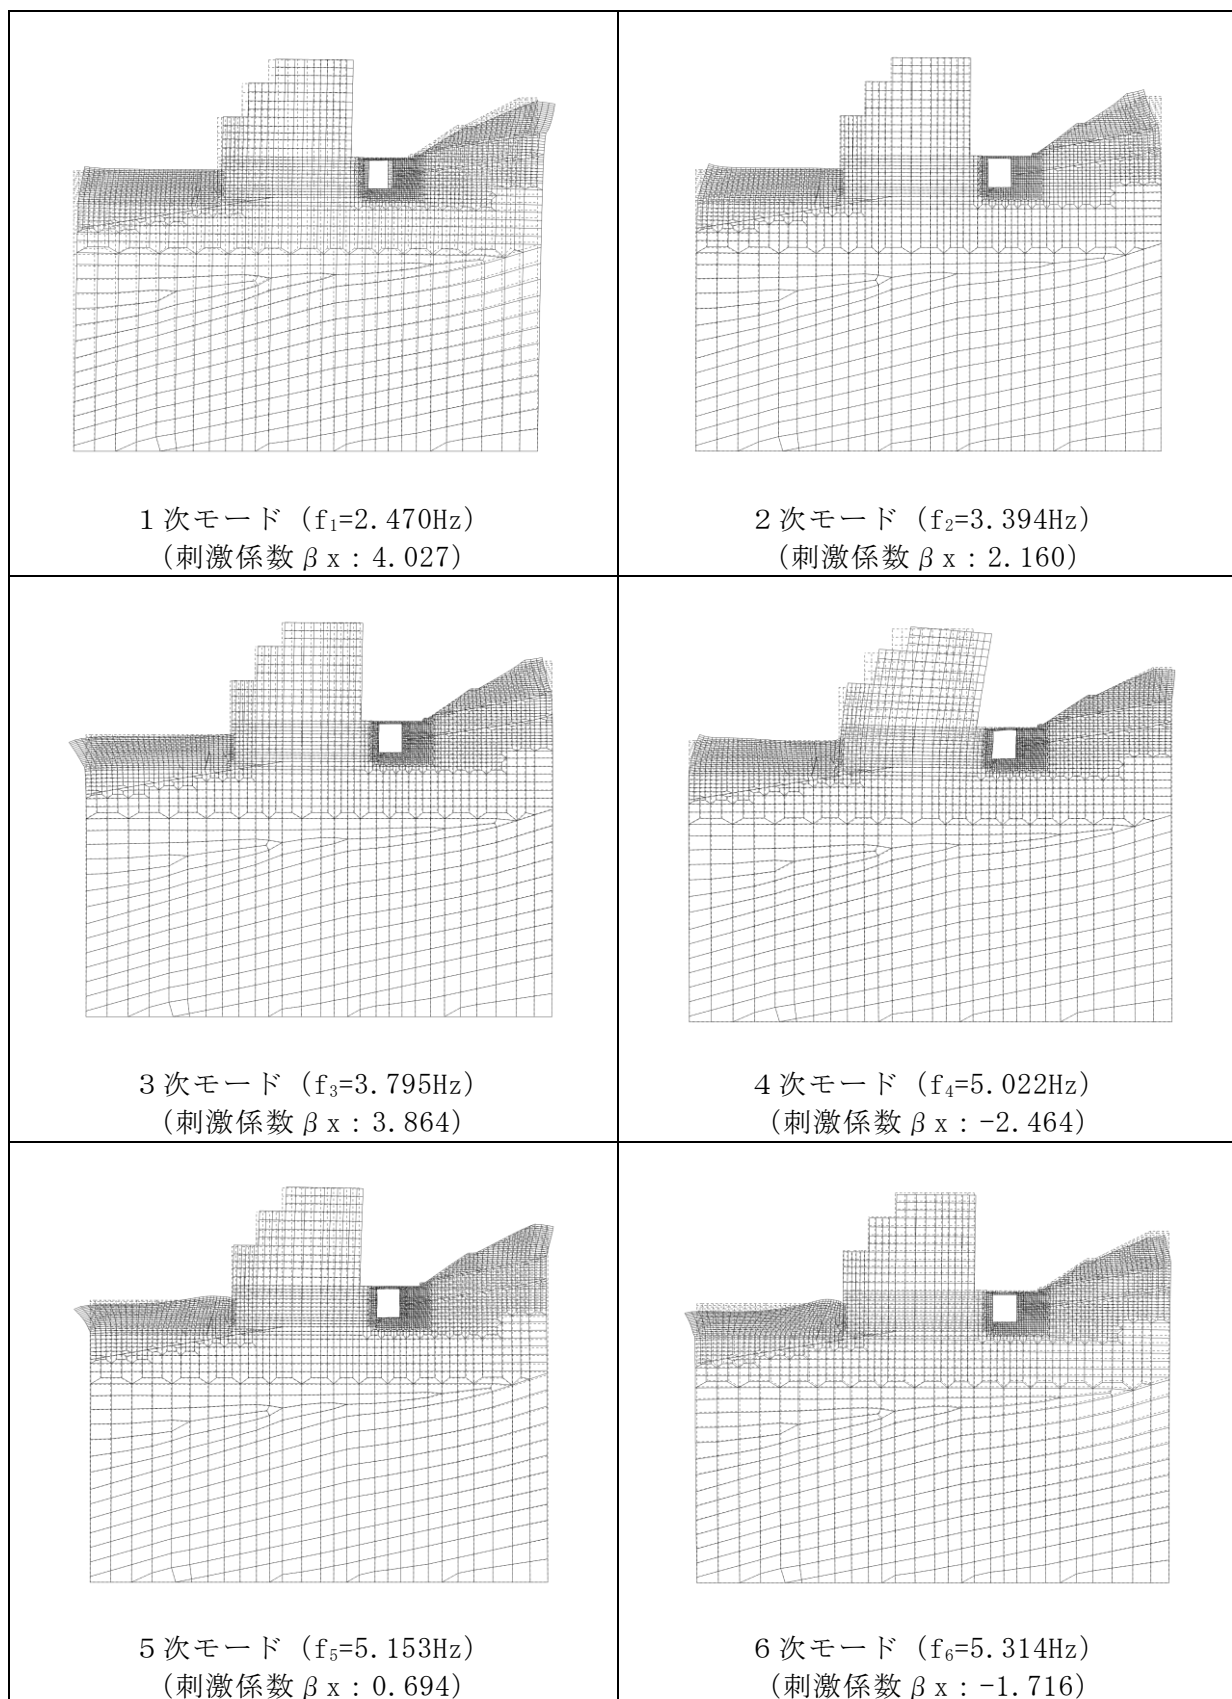 1次モード (f₁=2.470Hz)
(刺激係数βx:4.027)
2次モード (f₂=3.394Hz)
(刺激係数βx:2.160)
3次モード (f₃=3.795Hz)
(刺激係数βx:3.864)
4次モード (f₄=5.022Hz)
(刺激係数βx:-2.464)
5次モード (f₅=5.153Hz)
(刺激係数βx:0.694)
6次モード (f₆=5.314Hz)
(刺激係数βx:-1.716)